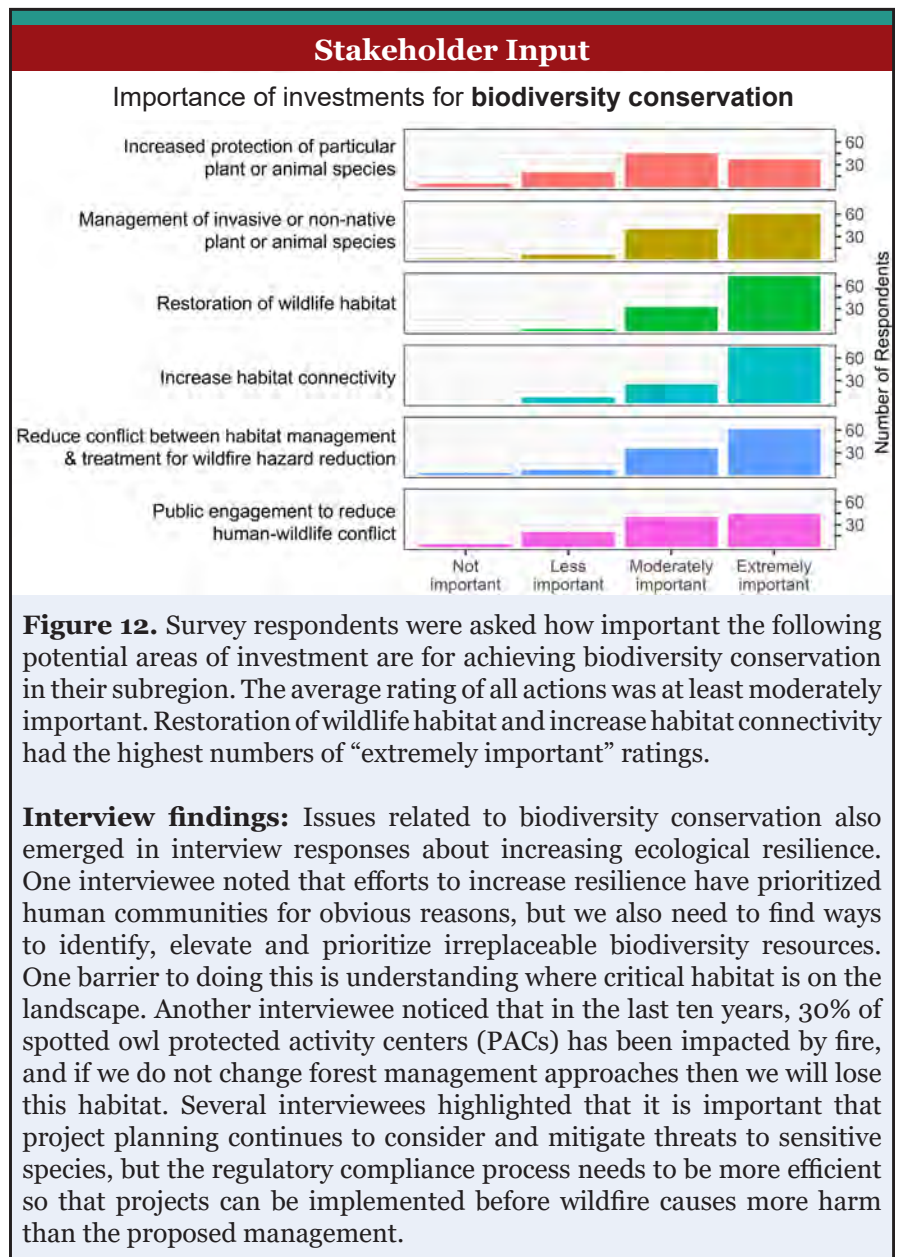 Stakeholder Input
Importance of investments for biodiversity conservation
Increased protection of particular
plant or animal species
60
30
Management of invasive or non-native
plant or animal species
60
30
Restoration of wildlife habitat
60
30
Increase habitat connectivity
60
30
Reduce conflict between habitat management
& treatment for wildfire hazard reduction
60
30
Public engagement to reduce
human-wildlife conflict
60
30
Number of Respondents
Not
important
Less
important
Moderately
important
Extremely
important
Figure 12. Survey respondents were asked how important the following
potential areas of investment are for achieving biodiversity conservation
in their subregion. The average rating of all actions was at least moderately
important. Restoration of wildlife habitat and increase habitat connectivity
had the highest numbers of “extremely important” ratings.
Interview findings: Issues related to biodiversity conservation also
emerged in interview responses about increasing ecological resilience.
One interviewee noted that efforts to increase resilience have prioritized
human communities for obvious reasons, but we also need to find ways
to identify, elevate and prioritize irreplaceable biodiversity resources.
One barrier to doing this is understanding where critical habitat is on the
landscape. Another interviewee noticed that in the last ten years, 30% of
spotted owl protected activity centers (PACs) has been impacted by fire,
and if we do not change forest management approaches then we will lose
this habitat. Several interviewees highlighted that it is important that
project planning continues to consider and mitigate threats to sensitive
species, but the regulatory compliance process needs to be more efficient
so that projects can be implemented before wildfire causes more harm
than the proposed management.